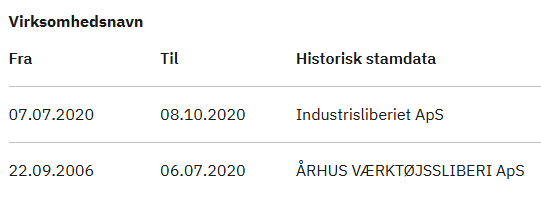 Virksomhedsnavn
Fra Til Historisk stamdata
07.07.2020 08.10.2020 Industrisliberiet ApS
22.09.2006 06.07.2020 ÅRHUS VÆRKTØJSSLIBERI ApS